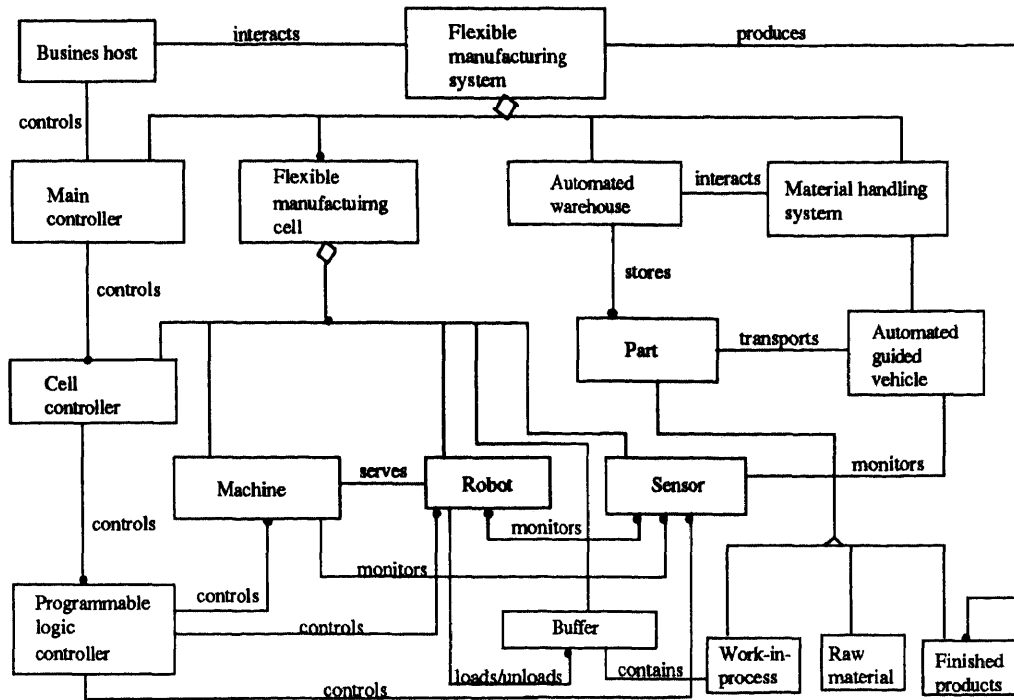 interacts
Flexible
manufacturing
system
produces
Busines host
controls
Main
controller
Flexible
manufactuirng
cell
Automated
warehouse
interacts
Material handling
system
controls
stores
Part
transports
Automated
guided
vehicle
Cell
controller
Machine
serves
Robot
Sensor
monitors
controls
monitors
monitors
Programmable
logic
controller
controls
controls
Buffer
loads/unloads
contains
Work-in-
process
Raw
material
Finished
products
controls